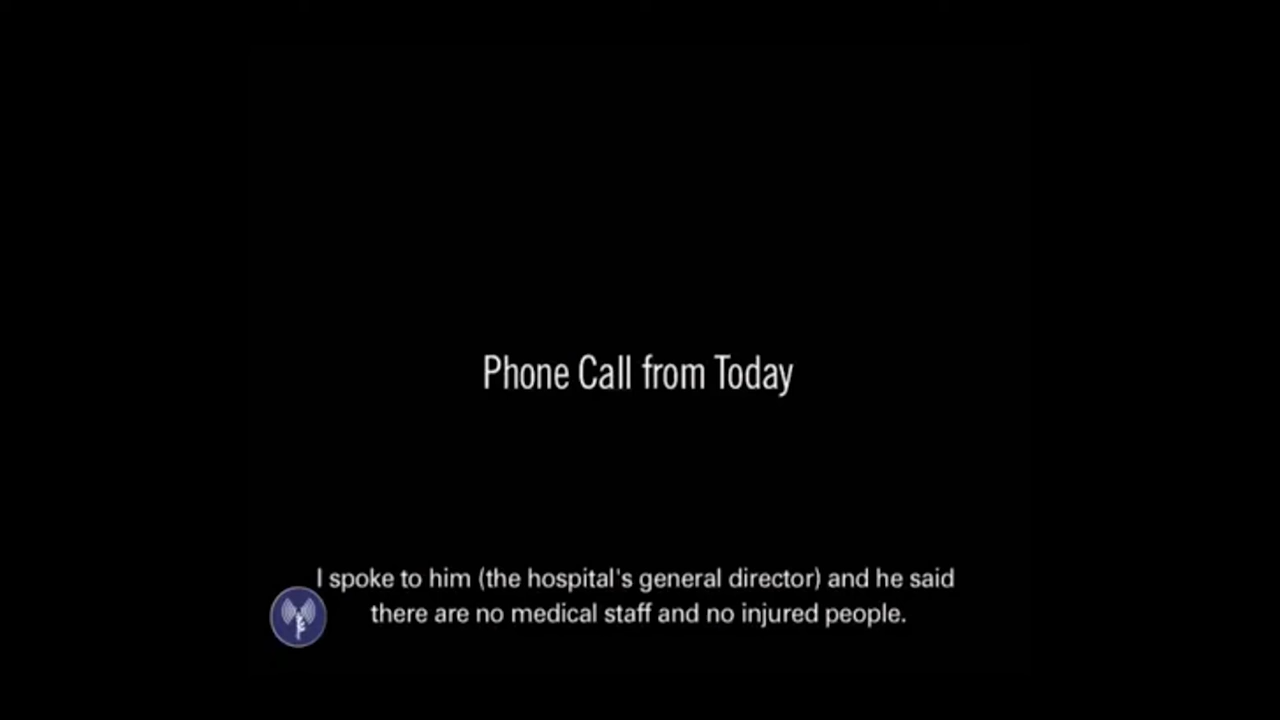 Phone Call from Today
I spoke to him (the hospital's general director) and he said
there are no medical staff and no injured people.